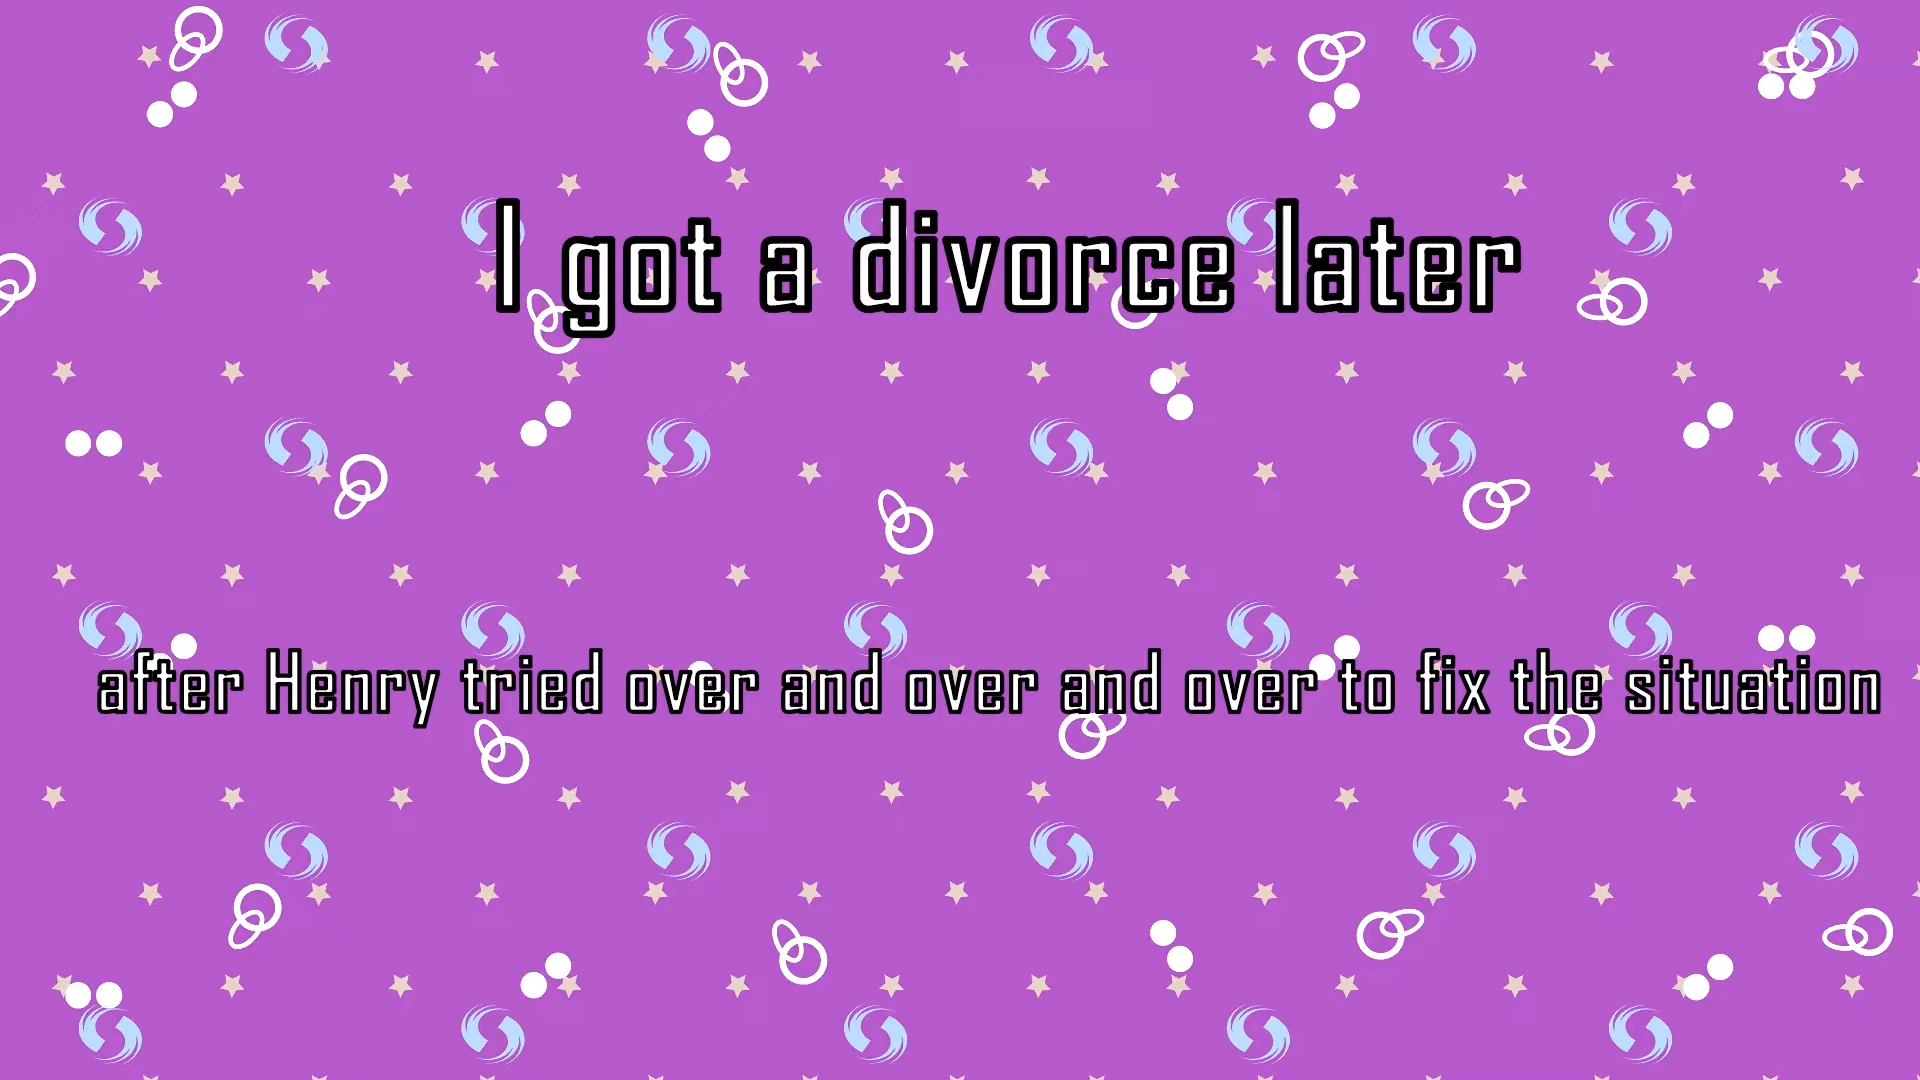 I got a divorce later
after Henry tried over and over and over to fix the situation